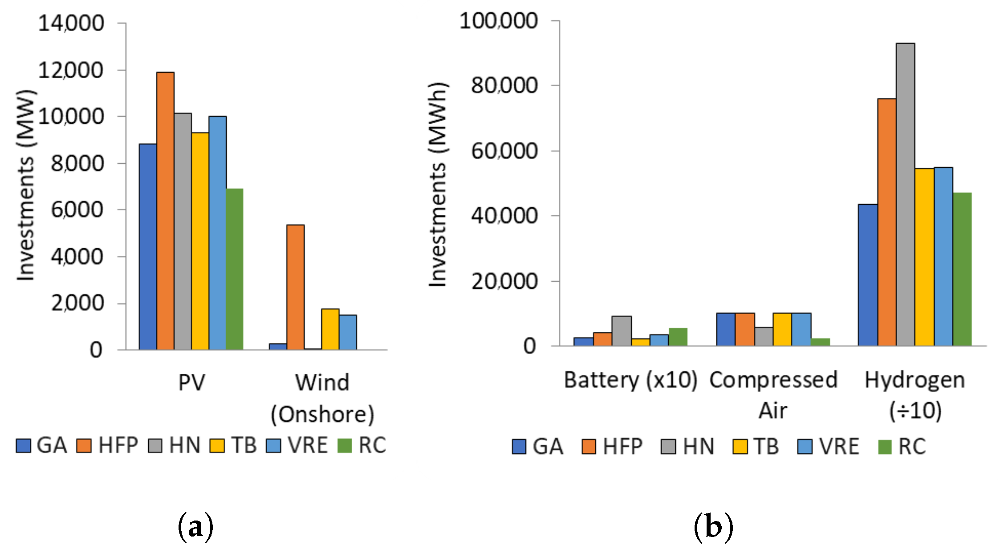 14,000
12,000
10,000
8,000
6,000
4,000
2,000
0
Investments (MW)
PV
Wind
(Onshore)
GA HFP HN TB VRE RC
(a)
100,000
80,000
60,000
40,000
20,000
0
Investments (MWh)
Battery (x10) Compressed Hydrogen
Air (÷10)
GA HFP HN TB VRE RC
(b)